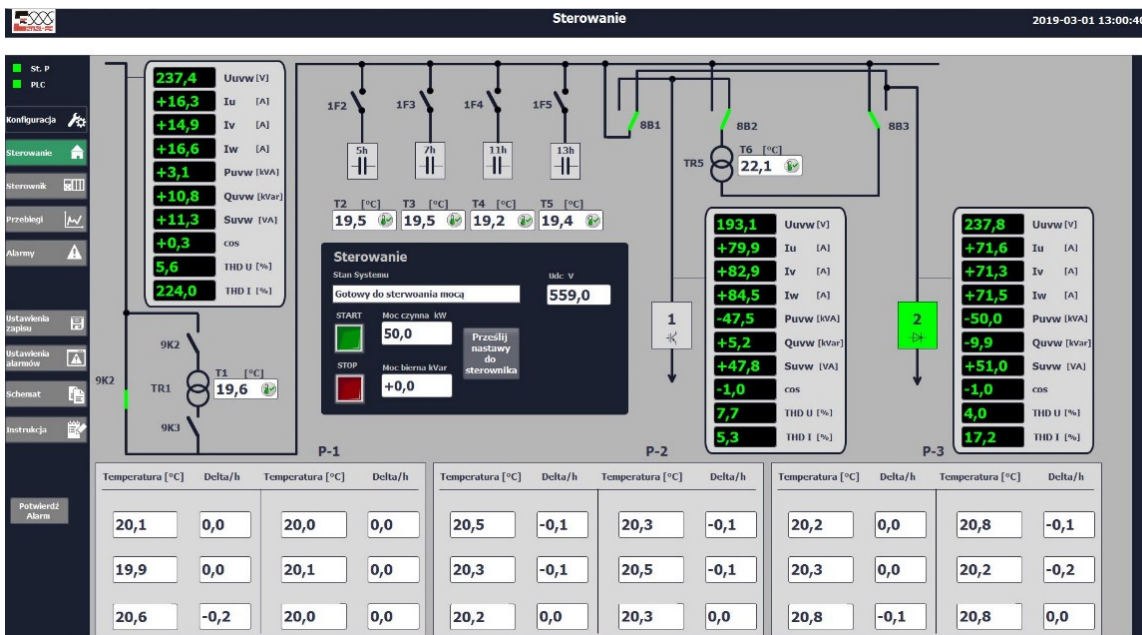 Sterowanie
2019-03-01 13:00:40
St. P
PLC
Konfiguracja
Sterowanie
Sterownik
Przebiegi
Alarmy
Ustawienia
zapisu
Ustawienia
alarmów
Schemat
Instrukcja
Potwierdź
Alarm
237,4 Uuvw [V]
+16,3 Iu [A]
+14,9 Iv [A]
+16,6 Iw [A]
+3,1 Puvw [kVA]
+10,8 Quvw [kVar]
+11,3 Suvw [VA]
+0,3 cos
5,6 THD U [%]
224,0 THD I [%]
1F2 1F3 1F4 1F5
5h 7h 11h 13h
T2 [°C] T3 [°C] T4 [°C] T5 [°C]
19,5 19,5 19,2 19,4
8B1 8B2 8B3
TR5
T6 [°C]
22,1
9K2
9K2
TR1
T1 [°C]
19,6
9K3
Sterowanie
Stan Systemu
Udc V
Gotowy do sterwoania mocą
559,0
START
Moc czynna kW
50,0
Prześlij
nastawy
do
sterownika
STOP
Moc bierna kVar
+0,0
1
193,1 Uuvw [V]
+79,9 Iu [A]
+82,9 Iv [A]
+84,5 Iw [A]
-47,5 Puvw [kVA]
+5,2 Quvw [kVar]
+47,8 Suvw [VA]
-1,0 cos
7,7 THD U [%]
5,3 THD I [%]
2
237,8 Uuvw [V]
+71,6 Iu [A]
+71,3 Iv [A]
+71,5 Iw [A]
-50,0 Puvw [kVA]
-9,9 Quvw [kVar]
+51,0 Suvw [VA]
-1,0 cos
4,0 THD U [%]
17,2 THD I [%]
P-1 P-2 P-3
Temperatura [°C] Delta/h Temperatura [°C] Delta/h Temperatura [°C] Delta/h Temperatura [°C] Delta/h Temperatura [°C] Delta/h Temperatura [°C] Delta/h
20,1 0,0 20,0 0,0 20,5 -0,1 20,3 -0,1 20,2 0,0 20,8 -0,1
19,9 0,0 20,1 0,0 20,3 -0,1 20,5 -0,1 20,3 0,0 20,2 -0,2
20,6 -0,2 20,0 0,0 20,2 0,0 20,3 0,0 20,8 -0,1 20,8 0,0